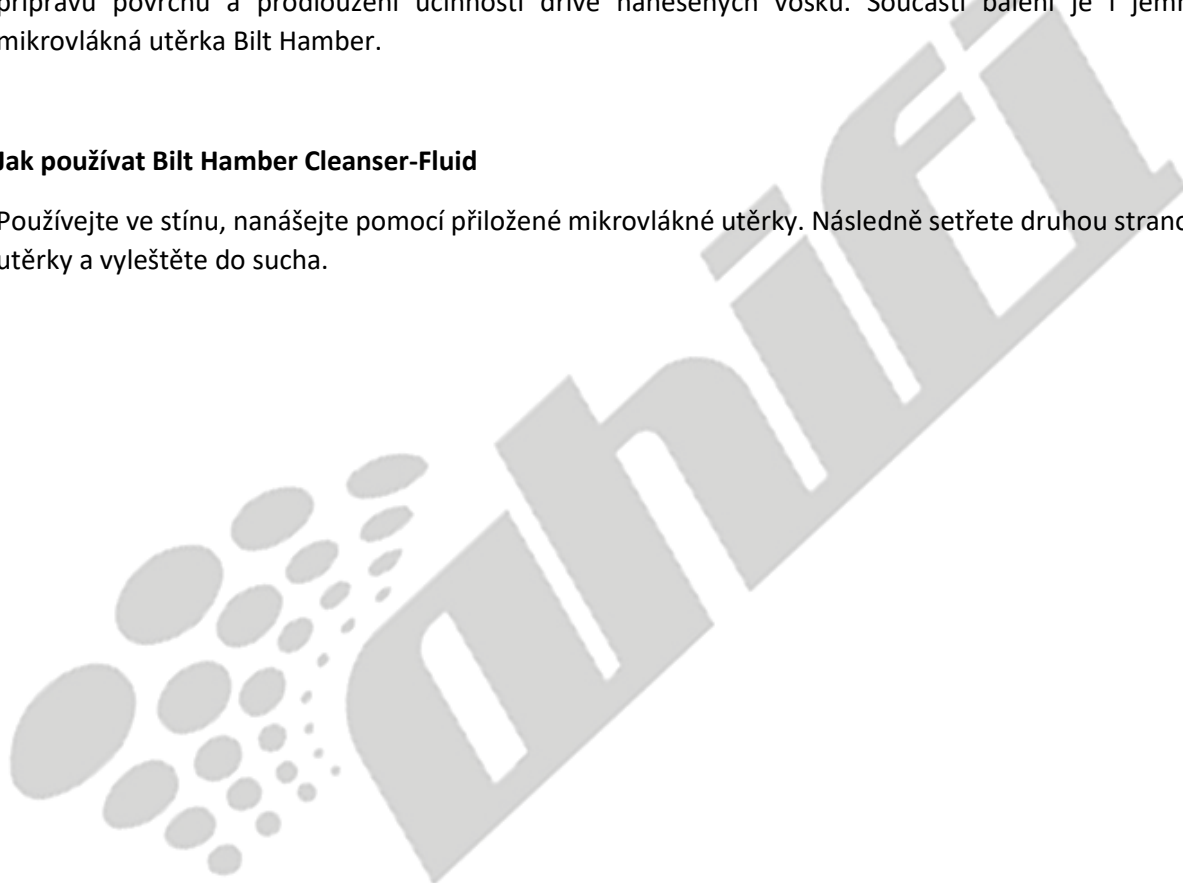 přípravu povrchu a prodloužení účinnosti dříve nanesených vosků. Součástí balení je i jemn
mikrovlákná utěrka Bilt Hamber.
Jak používat Bilt Hamber Cleanser-Fluid
Používejte ve stínu, nanášejte pomocí přiložené mikrovlákné utěrky. Následně setřete druhou strano
utěrky a vyleštěte do sucha.
ahifi